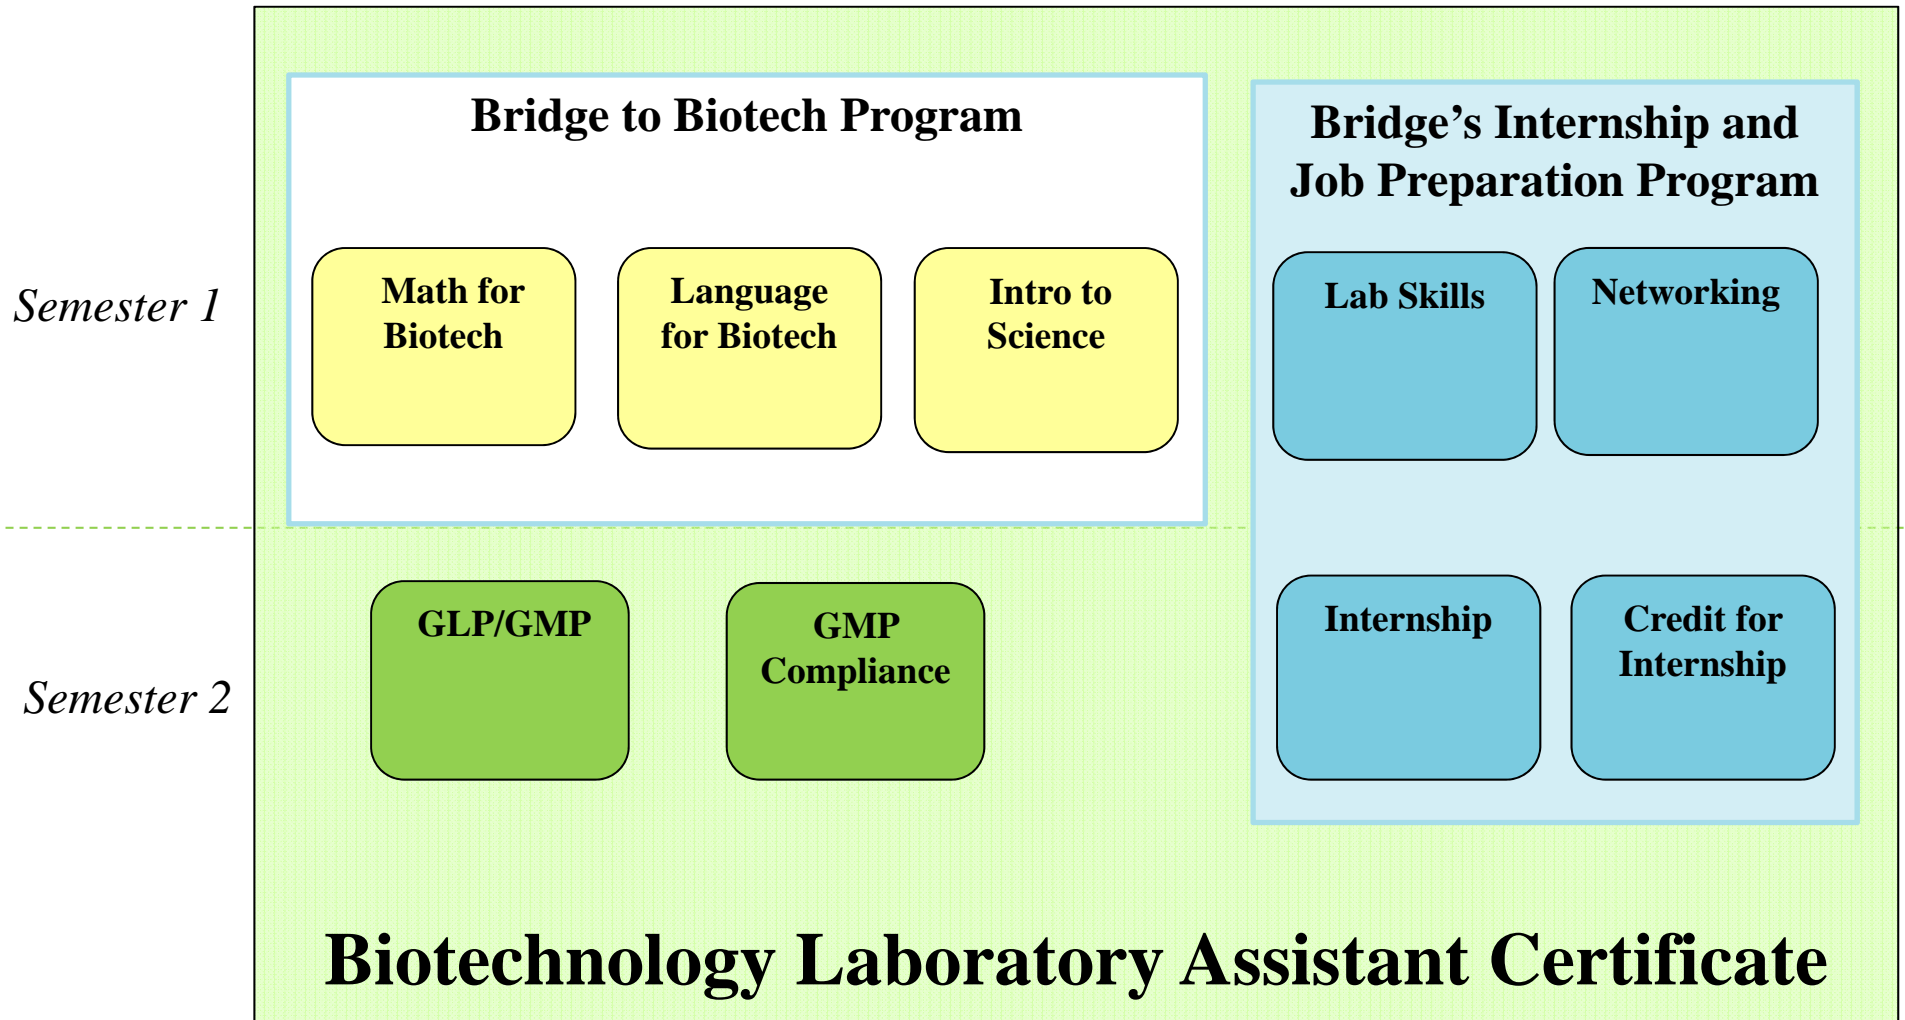 Bridge to Biotech Program
Bridge’s Internship and
Job Preparation Program
Semester 1
Math for
Biotech
Language
for Biotech
Intro to
Science
Lab Skills
Networking
Semester 2
GLP/GMP
GMP
Compliance
Internship
Credit for
Internship
Biotechnology Laboratory Assistant Certificate